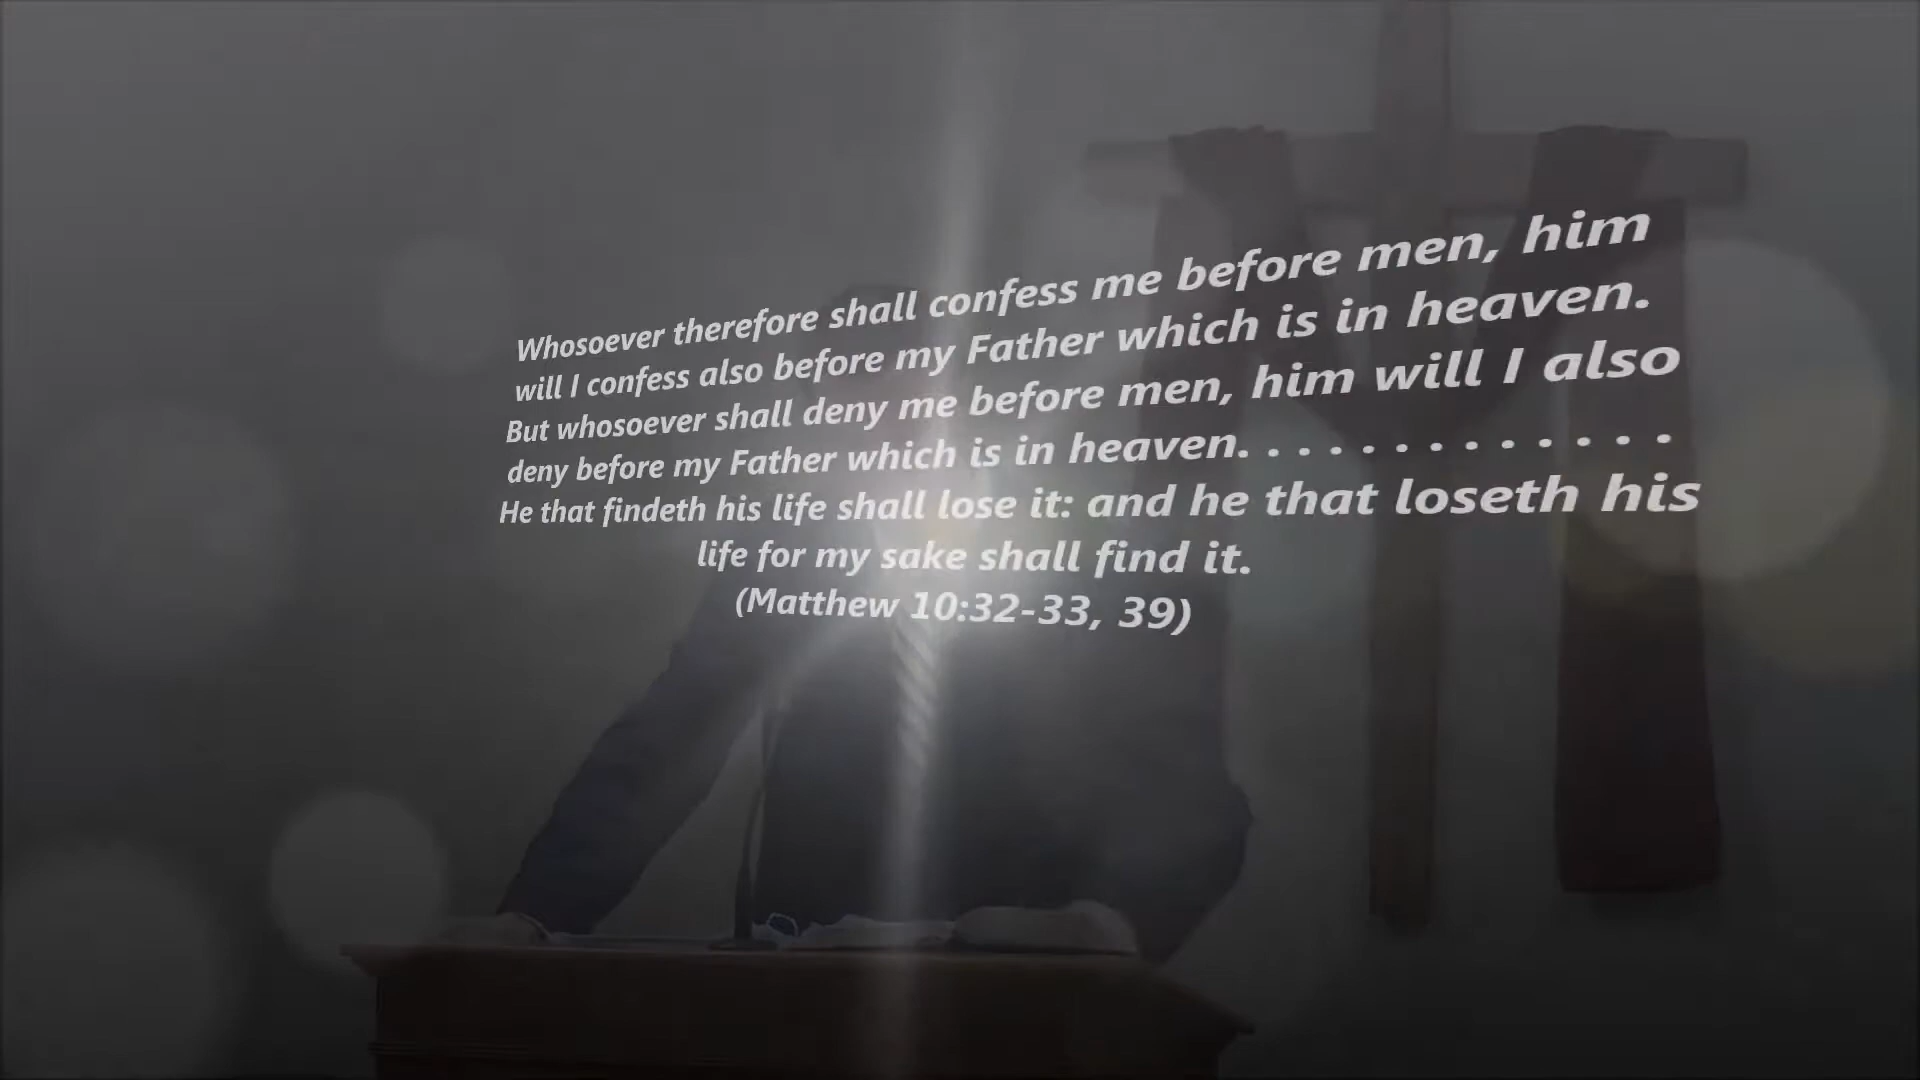 Whosoever therefore shall confess me before men, him
will I confess also before my Father which is in heaven.
But whosoever shall deny me before men, him will I also
deny before my Father which is in heaven. . . . . . . . . . . . . .
He that findeth his life shall lose it: and he that loseth his
life for my sake shall find it.
(Matthew 10:32-33, 39)